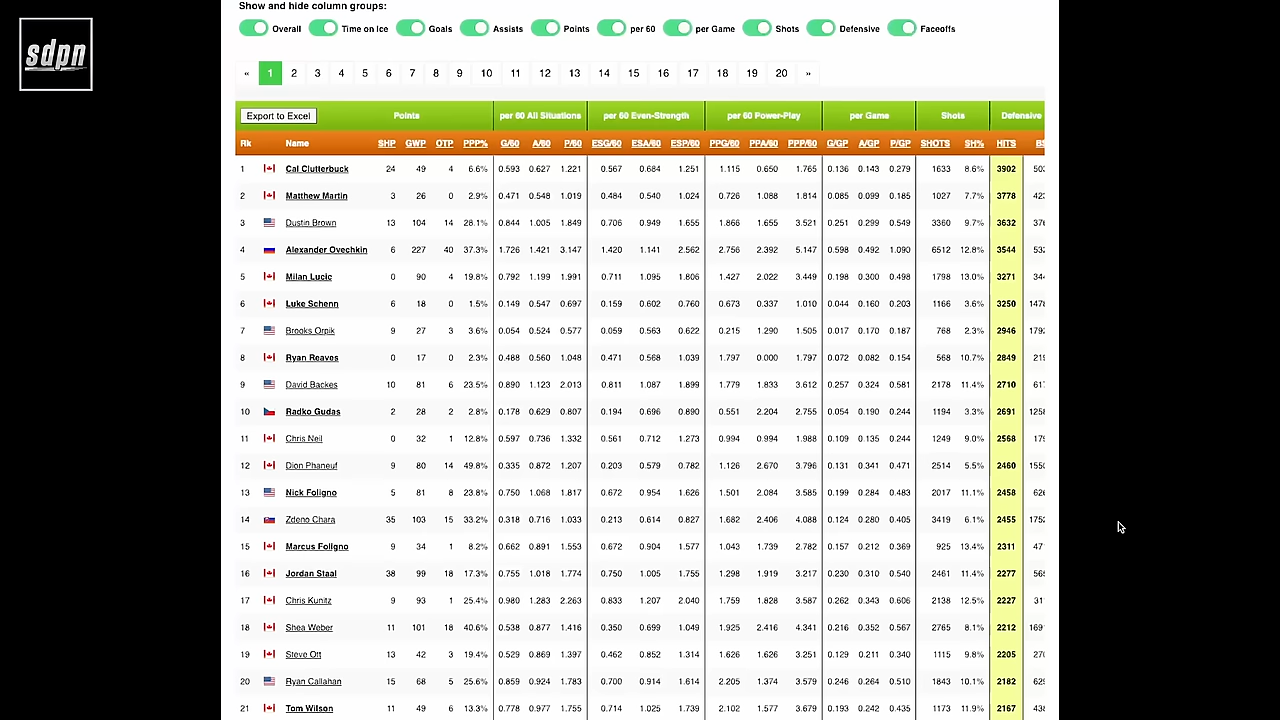 Show and hide column groups:
sdpn
Overall Time on Ice Goals Assists Points per 60 per Game Shots Defensive Faceoffs
« 1 2 3 4 5 6 7 8 9 10 11 12 13 14 15 16 17 18 19 20 »
Export to Excel Points per 60 All Situations per 60 Even-Strength per 60 Power-Play per Game Shots Defensive
Rk Name SHP GWP OTP PPP% G/60 A/60 P/60 ESG/60 ESA/60 ESP/60 PPG/60 PPA/60 PPP/60 G/GP A/GP P/GP SHOTS SH% HITS
1 Cal Clutterbuck 24 49 4 6.6% 0.593 0.627 1.221 0.567 0.684 1.251 1.115 0.650 1.765 0.136 0.143 0.279 1633 8.6% 3902
2 Matthew Martin 3 26 0 2.9% 0.471 0.548 1.019 0.484 0.540 1.024 0.726 1.088 1.814 0.085 0.099 0.185 1027 7.7% 3778
3 Dustin Brown 13 104 14 28.1% 0.844 1.005 1.849 0.706 0.949 1.655 1.866 1.655 3.521 0.251 0.299 0.549 3360 9.7% 3632
4 Alexander Ovechkin 6 227 40 37.3% 1.726 1.421 3.147 1.420 1.141 2.562 2.756 2.392 5.147 0.598 0.492 1.090 6512 12.8% 3544
5 Milan Lucic 0 90 4 19.8% 0.792 1.199 1.991 0.711 1.095 1.806 1.427 2.022 3.449 0.198 0.300 0.498 1798 13.0% 3271
6 Luke Schenn 6 18 0 1.5% 0.149 0.547 0.697 0.159 0.602 0.760 0.673 0.337 1.010 0.044 0.160 0.203 1166 3.6% 3250
7 Brooks Orpik 9 27 3 3.6% 0.054 0.524 0.577 0.059 0.563 0.622 0.215 1.290 1.505 0.017 0.170 0.187 768 2.3% 2946
8 Ryan Reaves 0 17 0 2.3% 0.488 0.560 1.048 0.471 0.568 1.039 1.797 0.000 1.797 0.072 0.082 0.154 568 10.7% 2849
9 David Backes 10 81 6 23.5% 0.890 1.123 2.013 0.811 1.087 1.899 1.779 1.833 3.612 0.257 0.324 0.581 2178 11.4% 2710
10 Radko Gudas 2 28 2 2.8% 0.178 0.629 0.807 0.194 0.696 0.890 0.551 2.204 2.755 0.054 0.190 0.244 1194 3.3% 2691
11 Chris Neil 0 32 1 12.8% 0.597 0.736 1.332 0.561 0.712 1.273 0.994 0.994 1.988 0.109 0.135 0.244 1249 9.0% 2568
12 Dion Phaneuf 9 80 14 49.8% 0.335 0.872 1.207 0.203 0.579 0.782 1.126 2.670 3.796 0.131 0.341 0.471 2514 5.5% 2460
13 Nick Foligno 5 81 8 23.8% 0.750 1.068 1.817 0.672 0.954 1.626 1.501 2.084 3.585 0.199 0.284 0.483 2017 11.1% 2458
14 Zdeno Chara 35 103 15 33.2% 0.318 0.716 1.033 0.213 0.614 0.827 1.682 2.406 4.088 0.124 0.280 0.405 3419 6.1% 2455
15 Marcus Foligno 9 34 1 8.2% 0.662 0.891 1.553 0.672 0.904 1.577 1.043 1.739 2.782 0.157 0.212 0.369 925 13.4% 2311
16 Jordan Staal 38 99 18 17.3% 0.755 1.018 1.774 0.750 1.005 1.755 1.298 1.919 3.217 0.230 0.310 0.540 2461 11.4% 2277
17 Chris Kunitz 9 93 1 25.4% 0.980 1.283 2.263 0.833 1.207 2.040 1.759 1.828 3.587 0.262 0.343 0.606 2138 12.5% 2227
18 Shea Weber 11 101 18 40.6% 0.538 0.877 1.416 0.350 0.699 1.049 1.925 2.416 4.341 0.216 0.352 0.567 2765 8.1% 2212
19 Steve Ott 13 42 3 19.4% 0.529 0.869 1.397 0.462 0.852 1.314 1.626 1.626 3.251 0.129 0.211 0.340 1115 9.8% 2205
20 Ryan Callahan 15 68 5 25.6% 0.859 0.924 1.783 0.700 0.914 1.614 2.205 1.374 3.579 0.246 0.264 0.510 1843 10.1% 2182
21 Tom Wilson 11 49 6 13.3% 0.778 0.977 1.755 0.714 1.025 1.739 2.102 1.577 3.679 0.193 0.242 0.435 1173 11.9% 2167